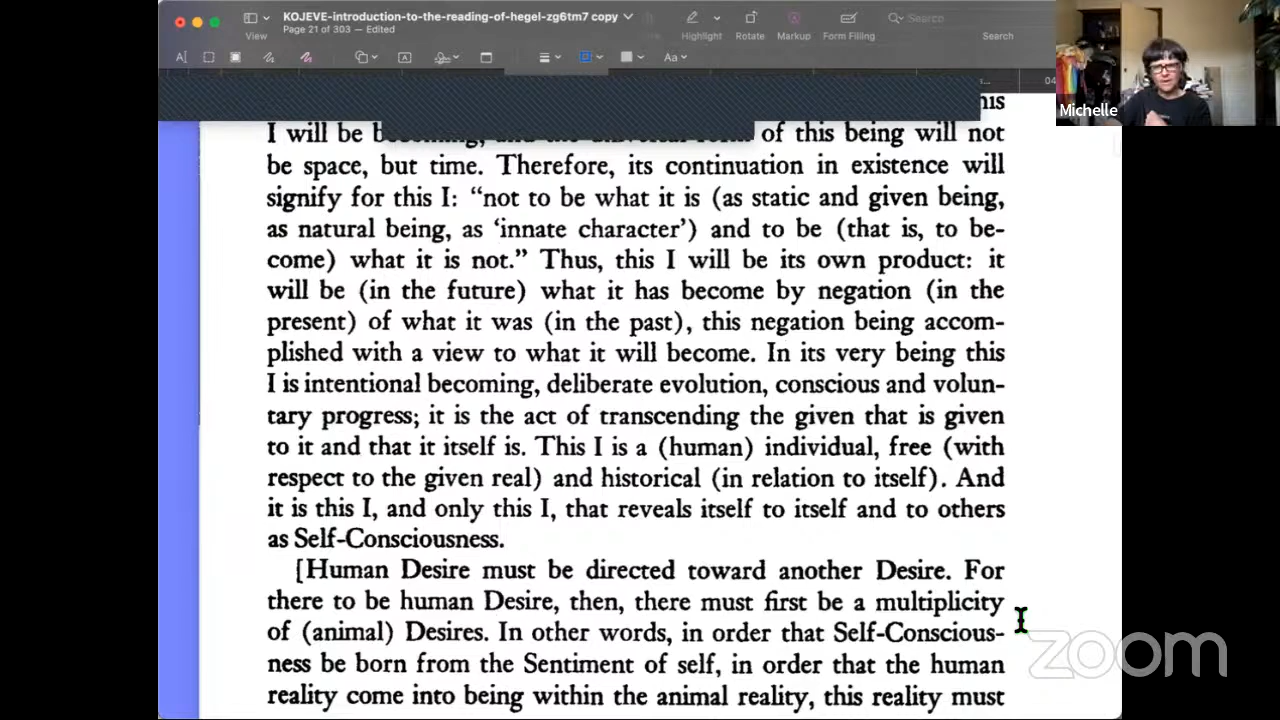 KOJEVE-introduction-to-the-reading-of-hegel-zg6tm7 copy
Page 21 of 303 — Edited
View
Highlight
Rotate
Markup
Form Filling
Search
Search
Aa
04
Michelle
I will be of this being will not
be space, but time. Therefore, its continuation in existence will
signify for this I: “not to be what it is (as static and given being,
as natural being, as ‘innate character’) and to be (that is, to be-
come) what it is not.” Thus, this I will be its own product: it
will be (in the future) what it has become by negation (in the
present) of what it was (in the past), this negation being accom-
plished with a view to what it will become. In its very being this
I is intentional becoming, deliberate evolution, conscious and volun-
tary progress; it is the act of transcending the given that is given
to it and that it itself is. This I is a (human) individual, free (with
respect to the given real) and historical (in relation to itself). And
it is this I, and only this I, that reveals itself to itself and to others
as Self-Consciousness.
[Human Desire must be directed toward another Desire. For
there to be human Desire, then, there must first be a multiplicity
of (animal) Desires. In other words, in order that Self-Conscious-
ness be born from the Sentiment of self, in order that the human
reality come into being within the animal reality, this reality must
zoom